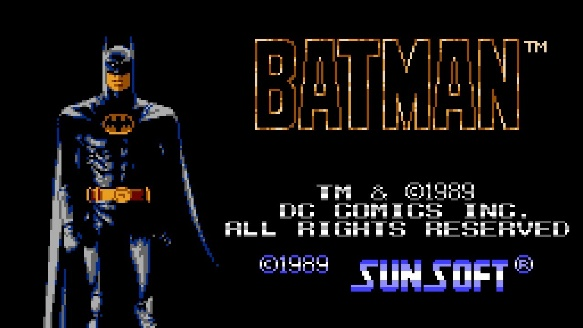 BATMAN™
TM & ©1989
DC COMICS INC.
ALL RIGHTS RESERVED
©1989 SUNSOFT®